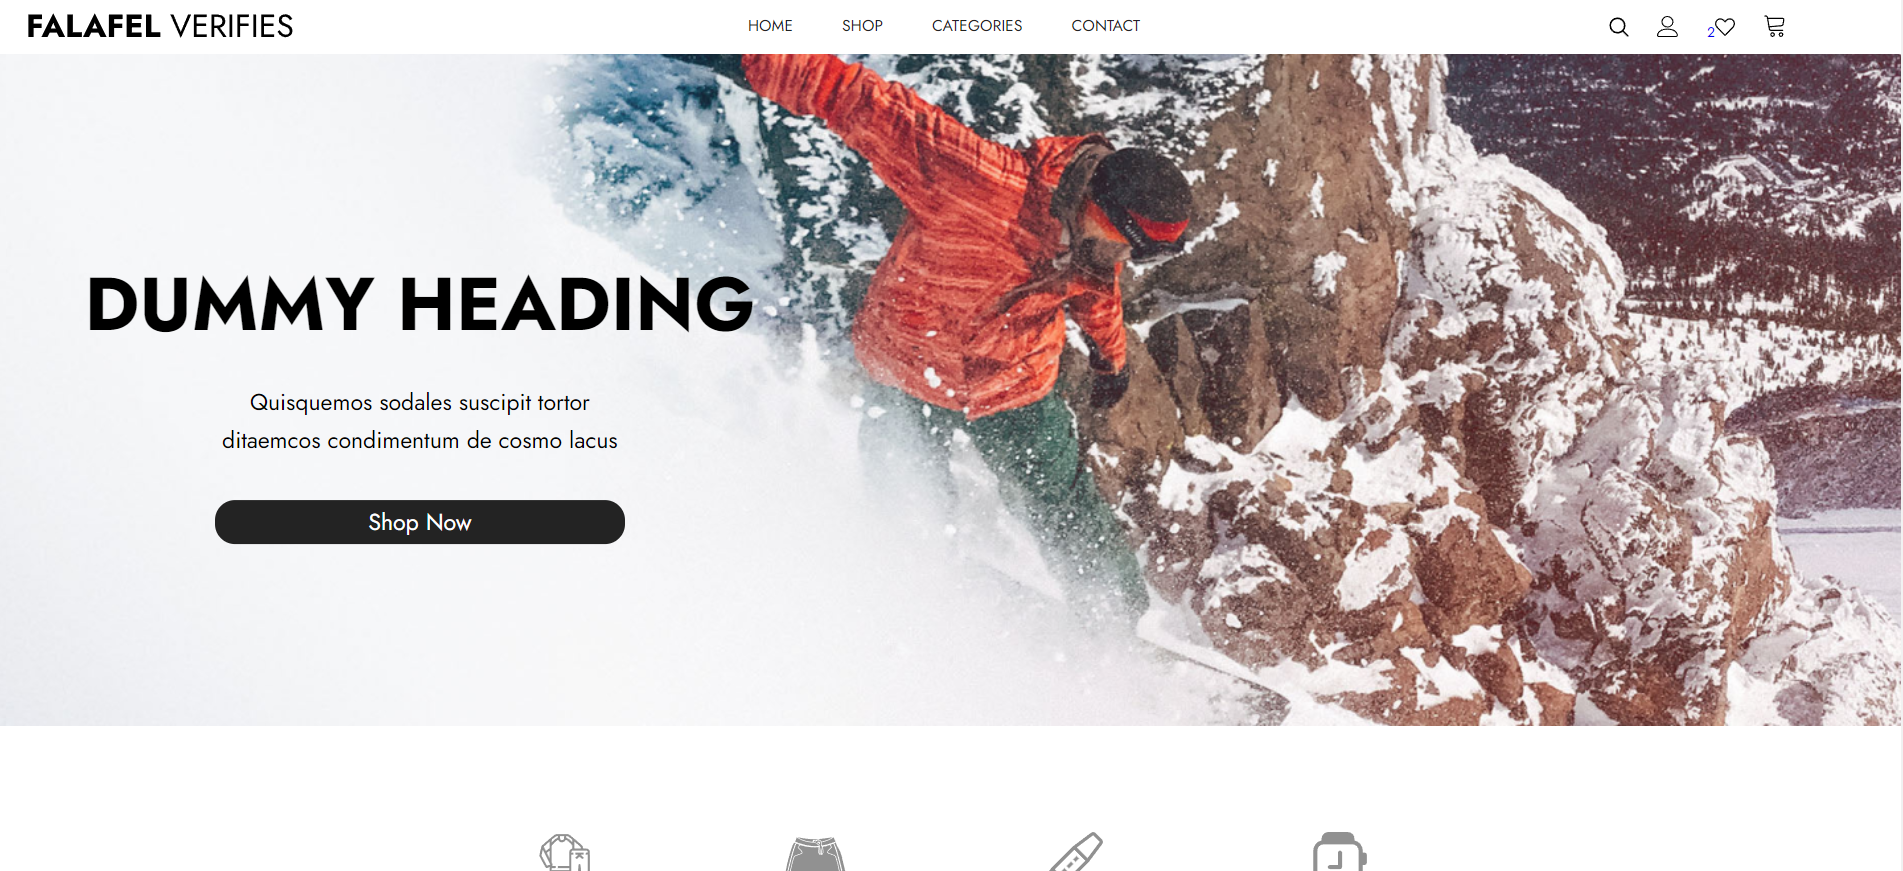 FALAFEL VERIFIES
HOME SHOP CATEGORIES CONTACT
2
DUMMY HEADING
Quisquemos sodales suscipit tortor
ditaemcos condimentum de cosmo lacus
Shop Now